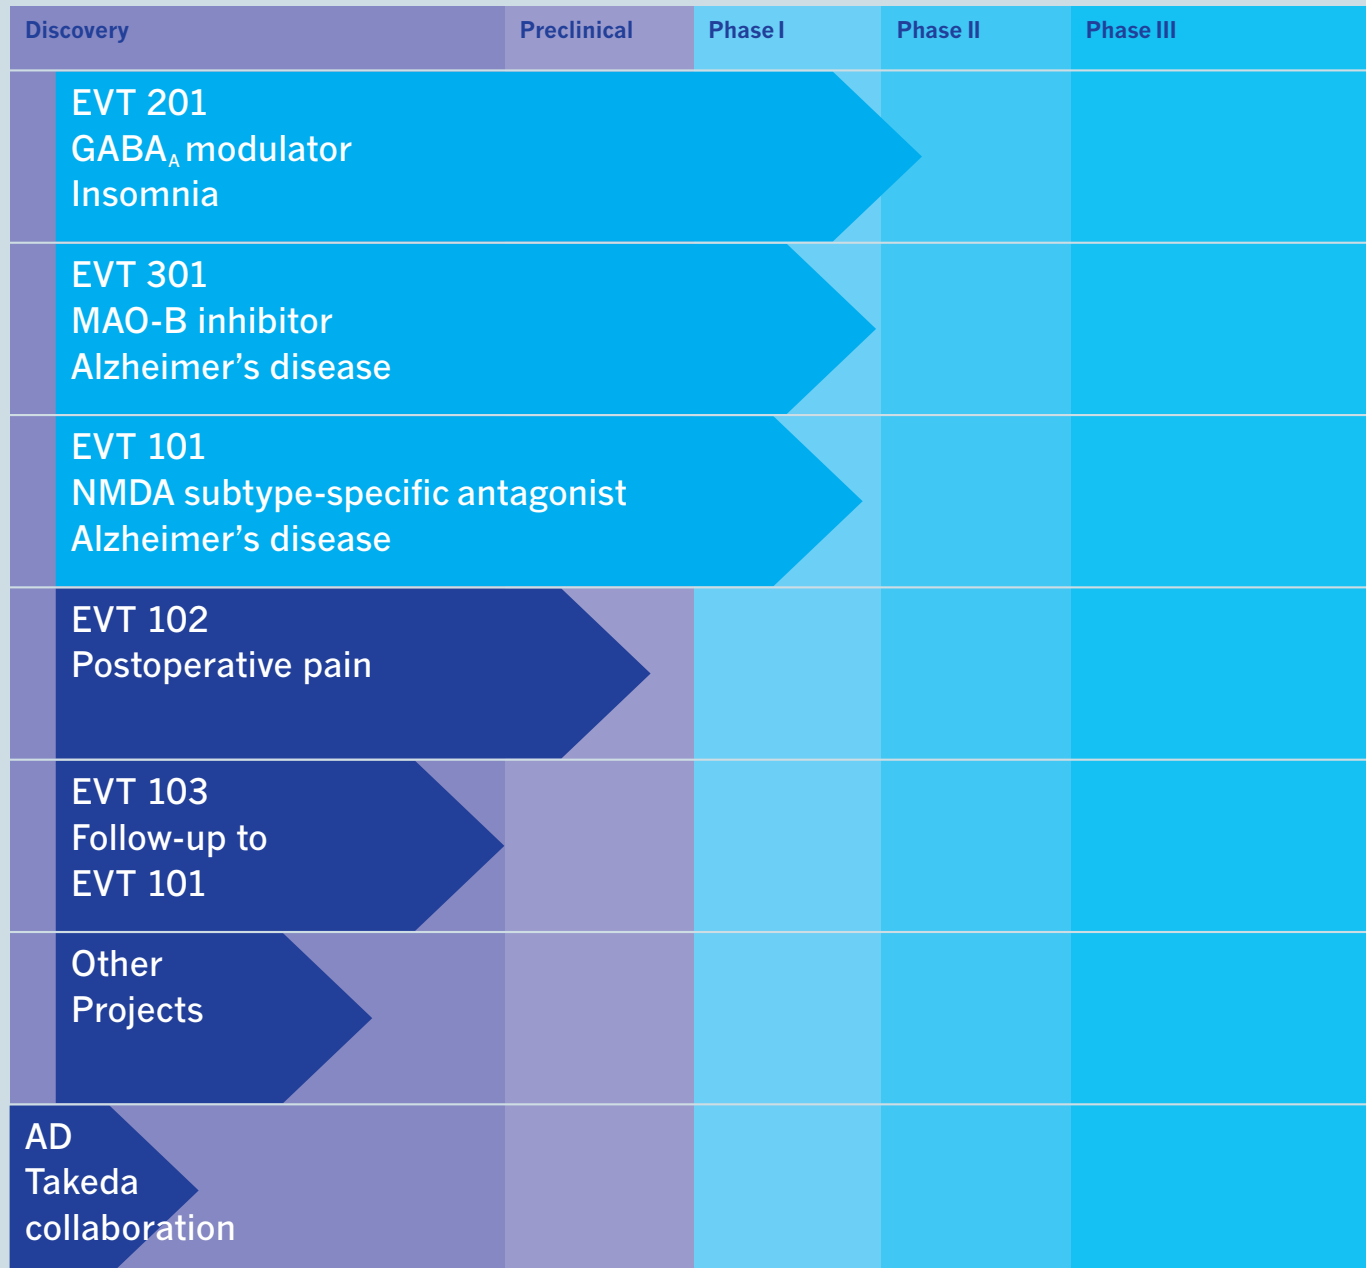 Discovery Preclinical Phase I Phase II Phase III
EVT 201
GABAA modulator
Insomnia
EVT 301
MAO-B inhibitor
Alzheimer’s disease
EVT 101
NMDA subtype-specific antagonist
Alzheimer’s disease
EVT 102
Postoperative pain
EVT 103
Follow-up to
EVT 101
Other
Projects
AD
Takeda
collaboration